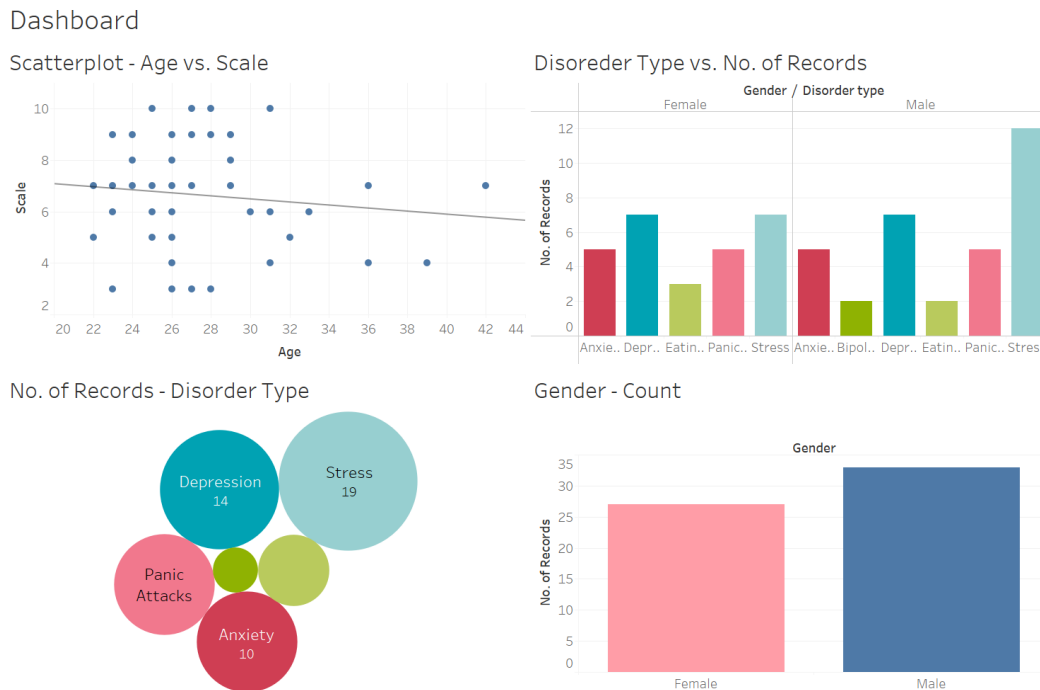 Dashboard
Scatterplot - Age vs. Scale
10
8
6
4
2
Scale
20 22 24 26 28 30 32 34 36 38 40 42 44
Age
Disoreder Type vs. No. of Records
Gender / Disorder type
Female Male
12
10
8
6
4
2
0
No. of Records
Anxie.. Depr.. Eatin.. Panic.. Stress Anxie.. Bipol.. Depr.. Eatin.. Panic.. Stres
No. of Records - Disorder Type
Depression
14
Stress
19
Panic
Attacks
Anxiety
10
Gender - Count
Gender
35
30
25
20
15
10
5
0
No. of Records
Female Male